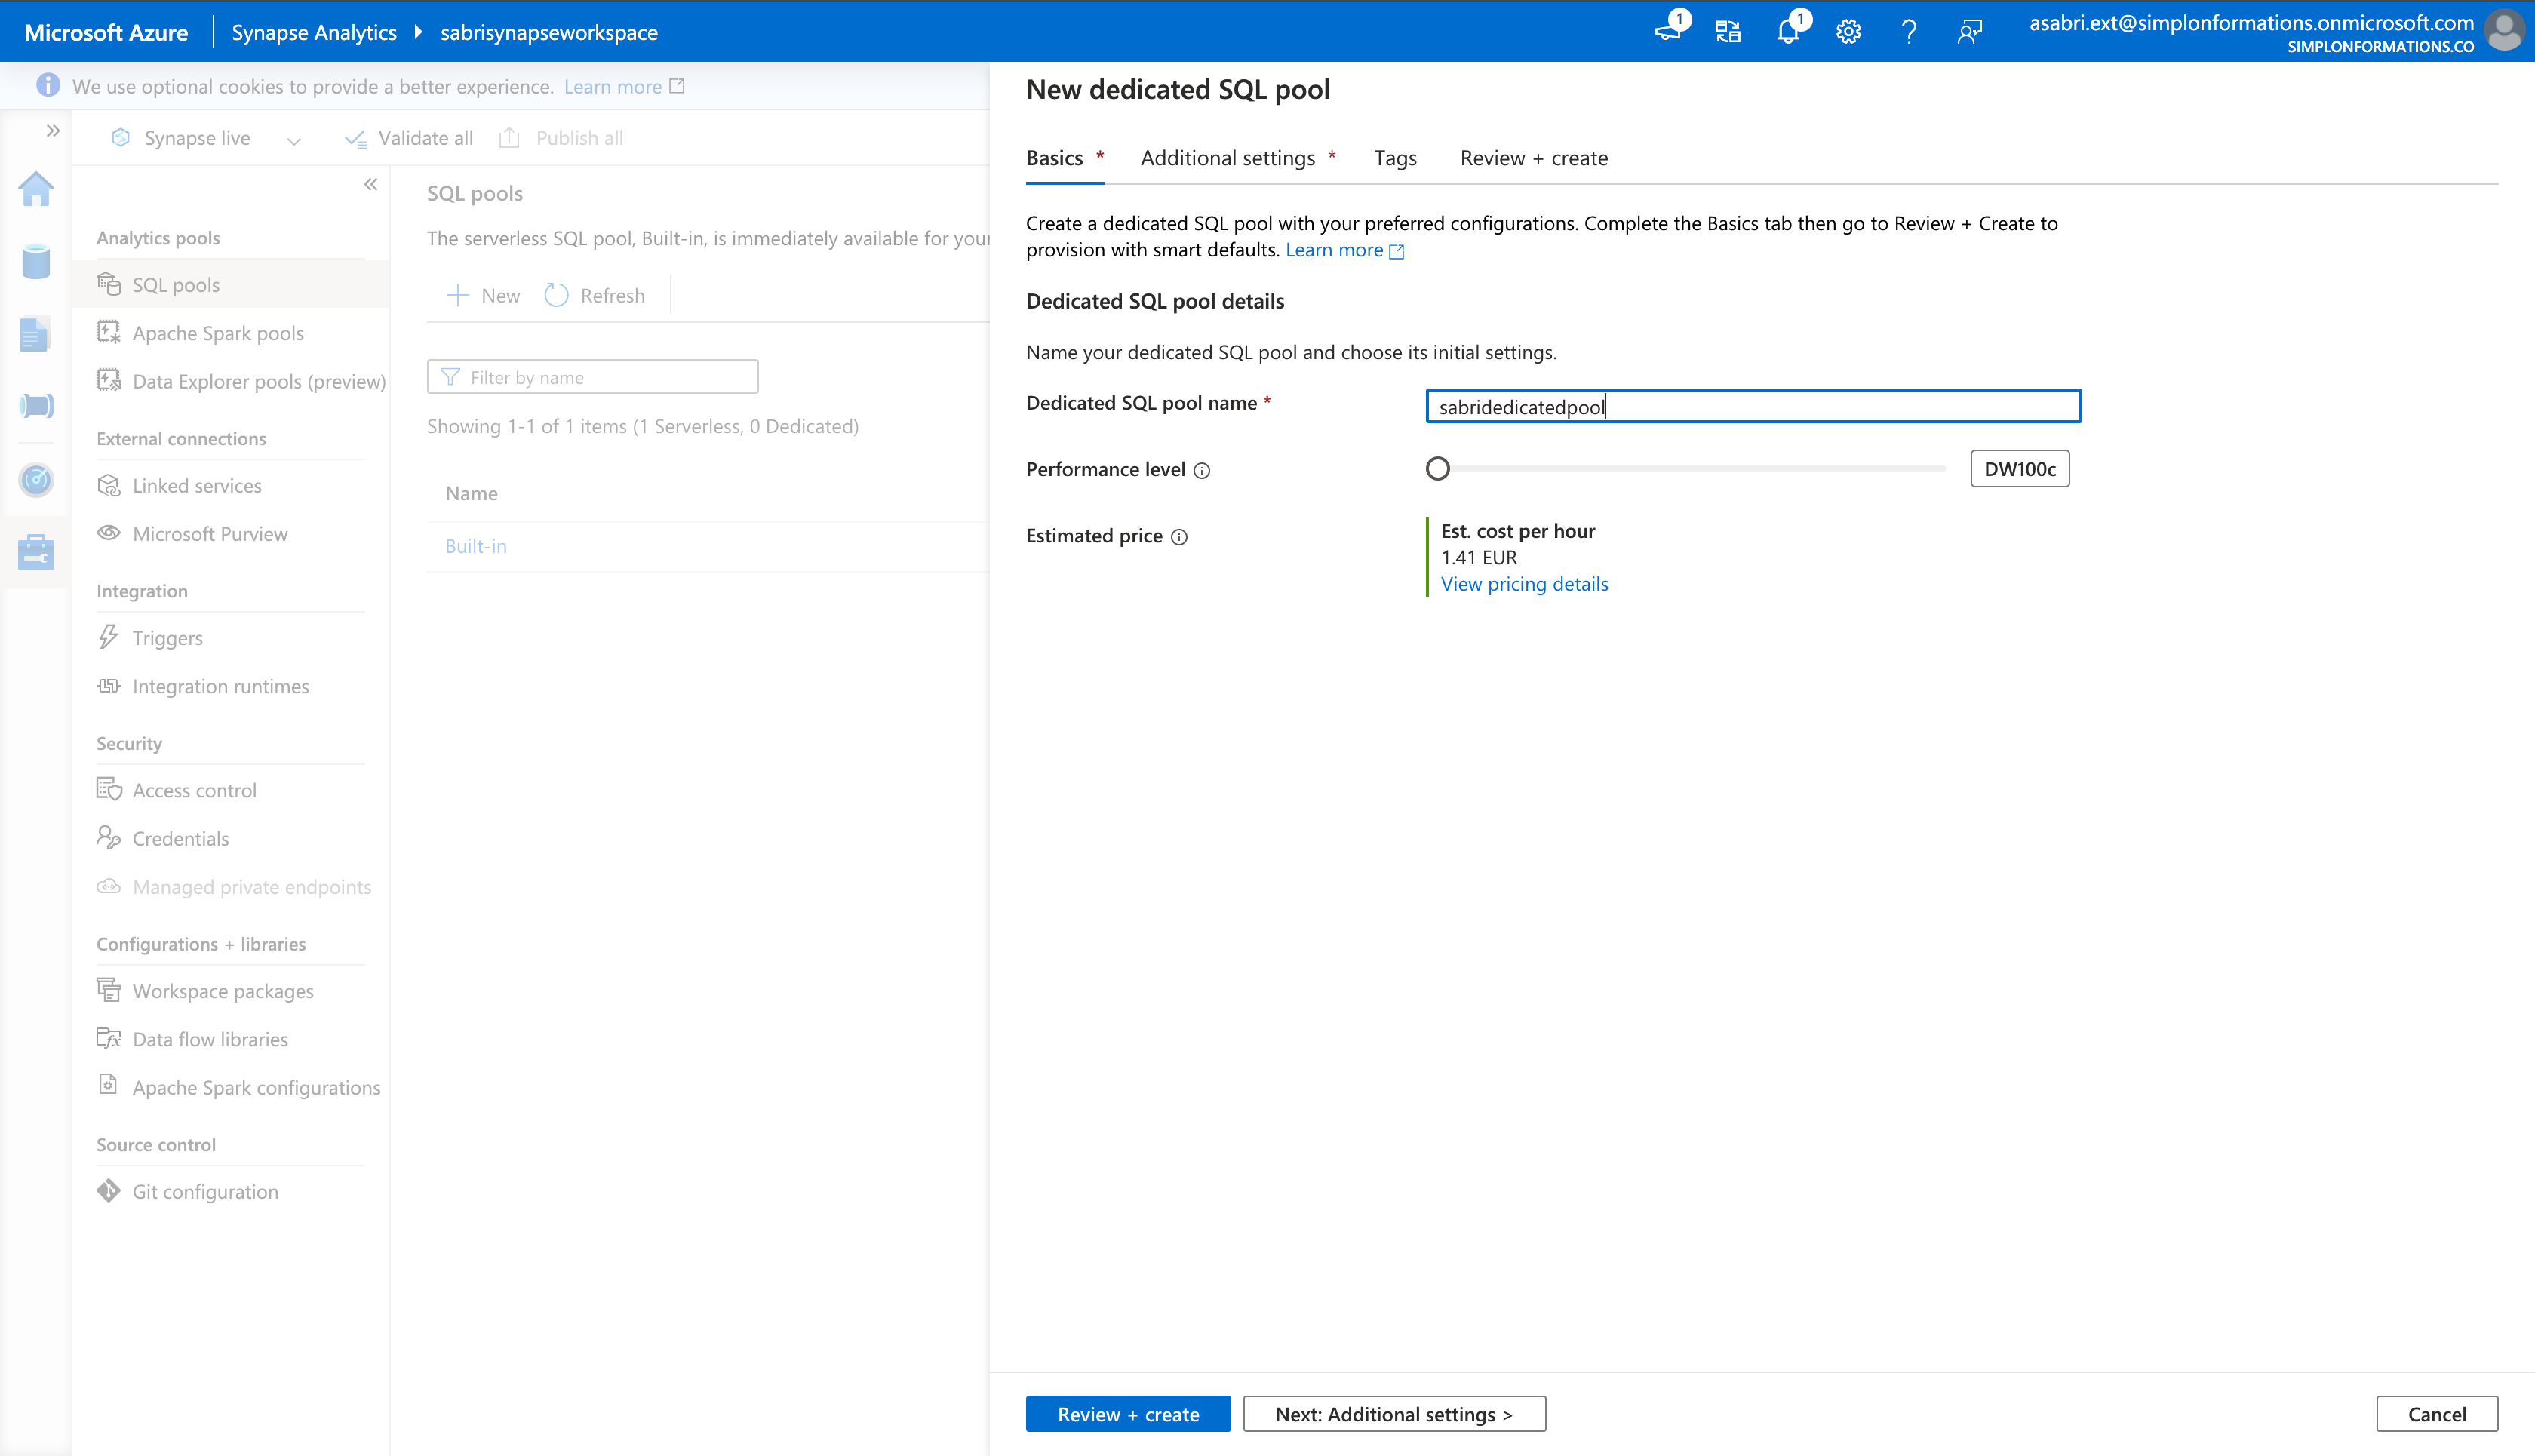 Microsoft Azure
Synapse Analytics
sabrisynapseworkspace
1
1
asabri.ext@simplonformations.onmicrosoft.com
SIMPLONFORMATIONS.CO
We use optional cookies to provide a better experience. Learn more
Synapse live
Validate all
Publish all
Analytics pools
SQL pools
Apache Spark pools
Data Explorer pools (preview)
External connections
Linked services
Microsoft Purview
Integration
Triggers
Integration runtimes
Security
Access control
Credentials
Managed private endpoints
Configurations + libraries
Workspace packages
Data flow libraries
Apache Spark configurations
Source control
Git configuration
SQL pools
The serverless SQL pool, Built-in, is immediately available for your
New
Refresh
Filter by name
Showing 1-1 of 1 items (1 Serverless, 0 Dedicated)
Name
Built-in
New dedicated SQL pool
Basics *
Additional settings *
Tags
Review + create
Create a dedicated SQL pool with your preferred configurations. Complete the Basics tab then go to Review + Create to
provision with smart defaults. Learn more
Dedicated SQL pool details
Name your dedicated SQL pool and choose its initial settings.
Dedicated SQL pool name *
sabridedicatedpool
Performance level
DW100c
Estimated price
Est. cost per hour
1.41 EUR
View pricing details
Review + create
Next: Additional settings >
Cancel